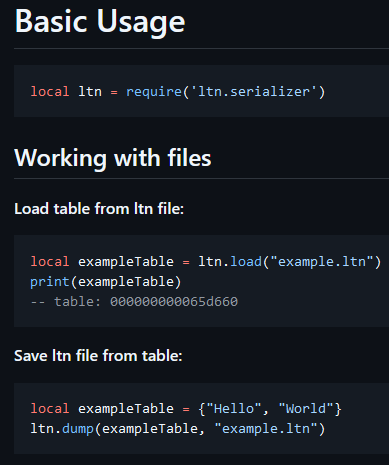 Basic Usage
local ltn = require('ltn.serializer')
Working with files
Load table from ltn file:
local exampleTable = ltn.load("example.ltn")
print(exampleTable)
-- table: 000000000065d660
Save ltn file from table:
local exampleTable = {"Hello", "World"}
ltn.dump(exampleTable, "example.ltn")